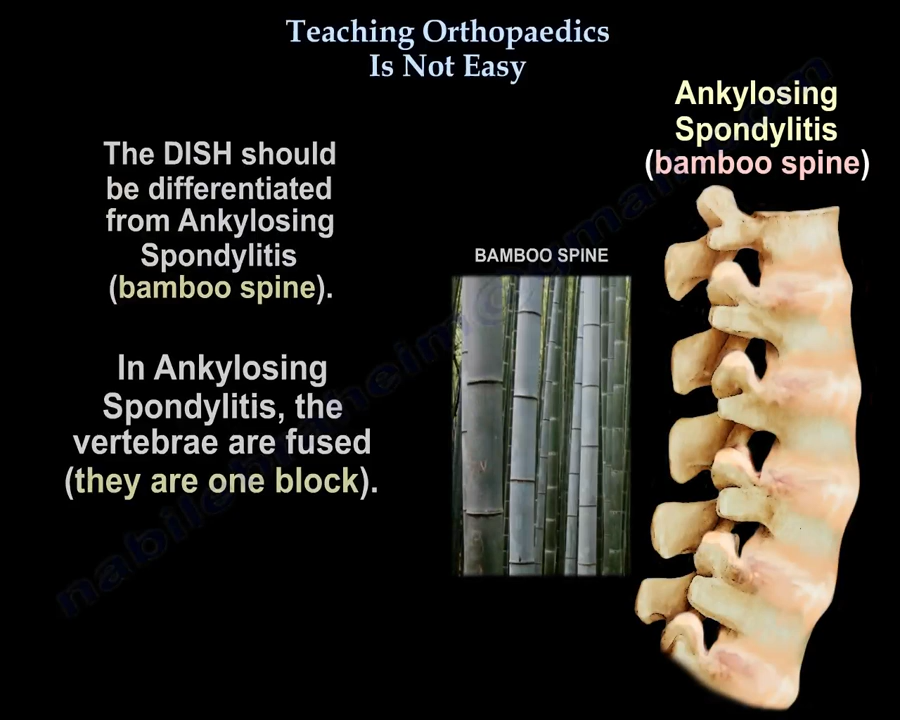 Teaching Orthopaedics
Is Not Easy
The DISH should
be differentiated
from Ankylosing
Spondylitis
(bamboo spine).
In Ankylosing
Spondylitis, the
vertebrae are fused
(they are one block).
BAMBOO SPINE
Ankylosing
Spondylitis
(bamboo spine)